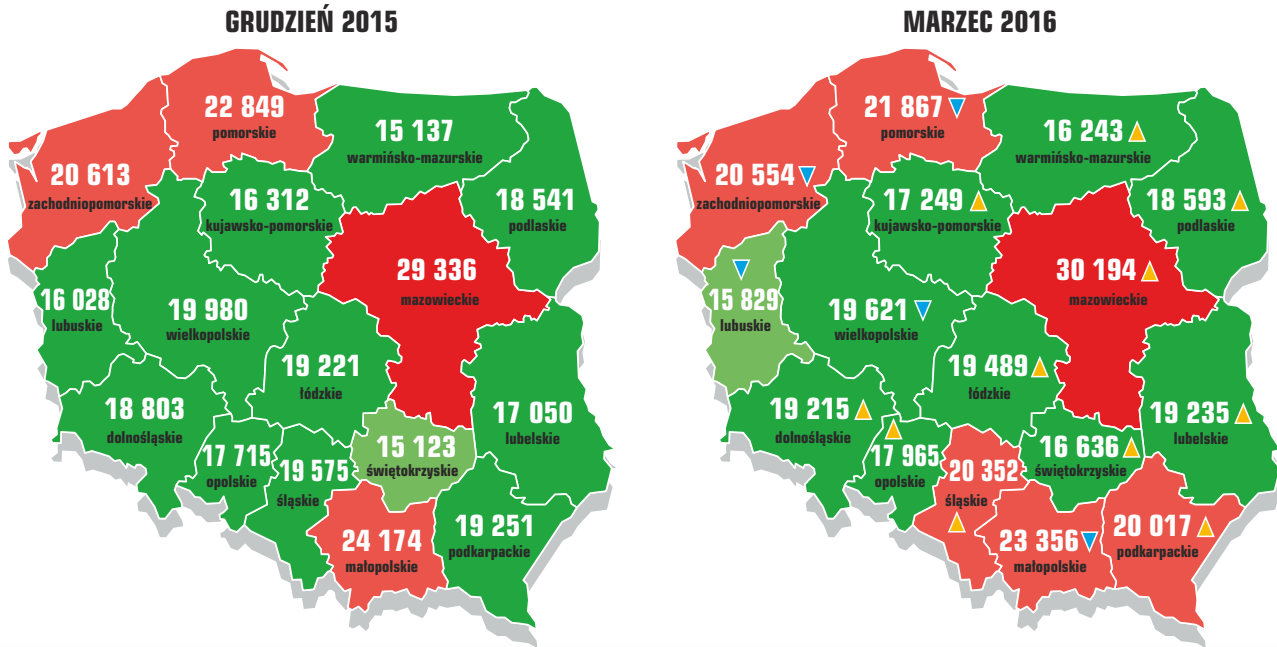 GRUDZIEŃ 2015
22 849
pomorskie
15 137
warmińsko-mazurskie
20 613
zachodniopomorskie
16 312
kujawsko-pomorskie
18 541
podlaskie
29 336
mazowieckie
16 028
lubuskie
19 980
wielkopolskie
19 221
łódzkie
18 803
dolnośląskie
17 050
lubelskie
17 715
opolskie
19 575
śląskie
15 123
świętokrzyskie
24 174
małopolskie
19 251
podkarpackie
MARZEC 2016
21 867
pomorskie
16 243
warmińsko-mazurskie
20 554
zachodniopomorskie
17 249
kujawsko-pomorskie
18 593
podlaskie
30 194
mazowieckie
15 829
lubuskie
19 621
wielkopolskie
19 489
łódzkie
19 215
dolnośląskie
19 235
lubelskie
17 965
opolskie
20 352
śląskie
16 636
świętokrzyskie
23 356
małopolskie
20 017
podkarpackie